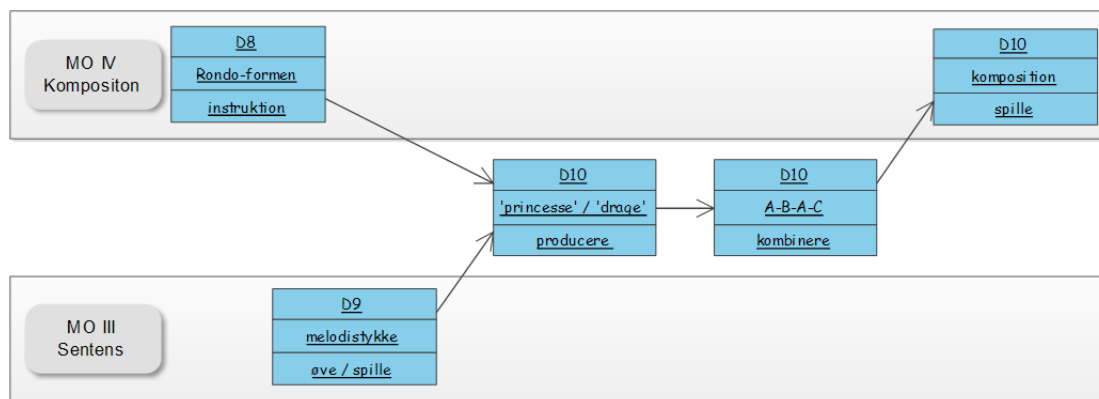 MO IV
Kompositon
D8
Rondo-formen
instruktion
D10
komposition
spille
D10
'princesse' / 'drage'
producere
D10
A-B-A-C
kombinere
MO III
Sentens
D9
melodistykke
øve / spille